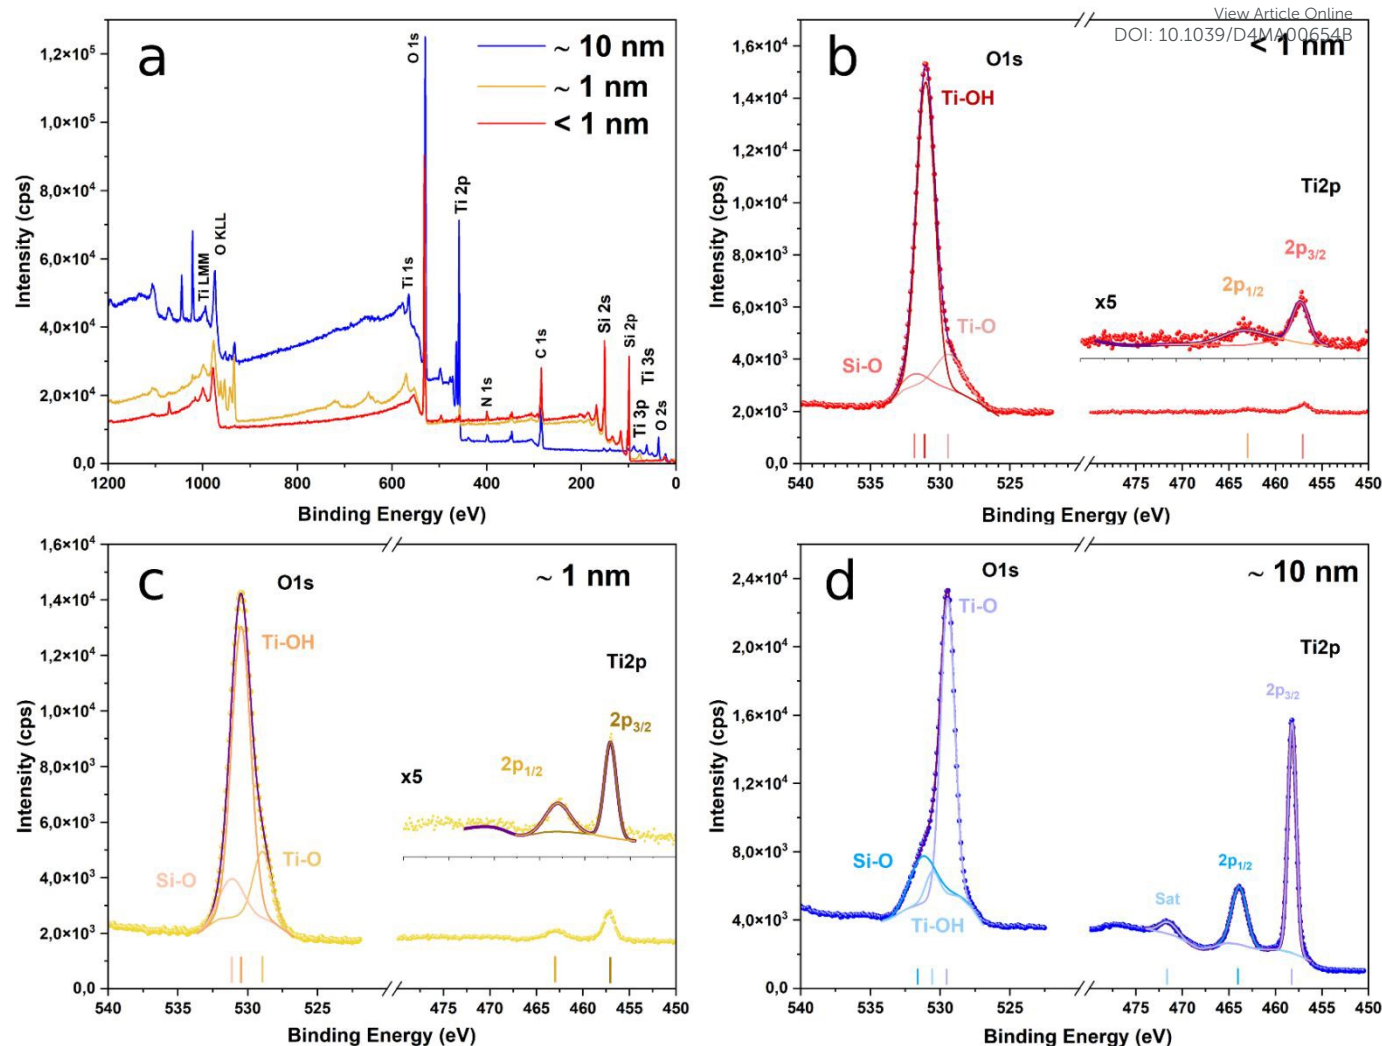 View Article Online
DOI: 10.1039/D4MA00654B
a
~ 10 nm
~ 1 nm
< 1 nm
O 1s
Ti 2p
O KLL
Ti LMM
Ti 1s
N 1s
C 1s
Si 2s
Si 2p
Ti 3p
Ti 3s
O 2s
1,2×10⁵
1,0×10⁵
8,0×10⁴
6,0×10⁴
4,0×10⁴
2,0×10⁴
0,0
Intensity (cps)
1200 1000 800 600 400 200 0
Binding Energy (eV)
b
< 1 nm
O1s
Ti-OH
Ti-O
Si-O
Ti2p
2p3/2
2p1/2
x5
1,6×10⁴
1,4×10⁴
1,2×10⁴
1,0×10⁴
8,0×10³
6,0×10³
4,0×10³
2,0×10³
0,0
Intensity (cps)
540 535 530 525 475 470 465 460 455 450
Binding Energy (eV)
c
~ 1 nm
O1s
Ti-OH
Ti-O
Si-O
Ti2p
2p3/2
2p1/2
x5
1,6×10⁴
1,4×10⁴
1,2×10⁴
1,0×10⁴
8,0×10³
6,0×10³
4,0×10³
2,0×10³
0,0
Intensity (cps)
540 535 530 525 475 470 465 460 455 450
Binding Energy (eV)
d
~ 10 nm
O1s
Ti-O
Ti2p
2p3/2
2p1/2
Si-O
Sat
Ti-OH
2,4×10⁴
2,0×10⁴
1,6×10⁴
1,2×10⁴
8,0×10³
4,0×10³
0,0
Intensity (cps)
540 535 530 525 475 470 465 460 455 450
Binding Energy (eV)